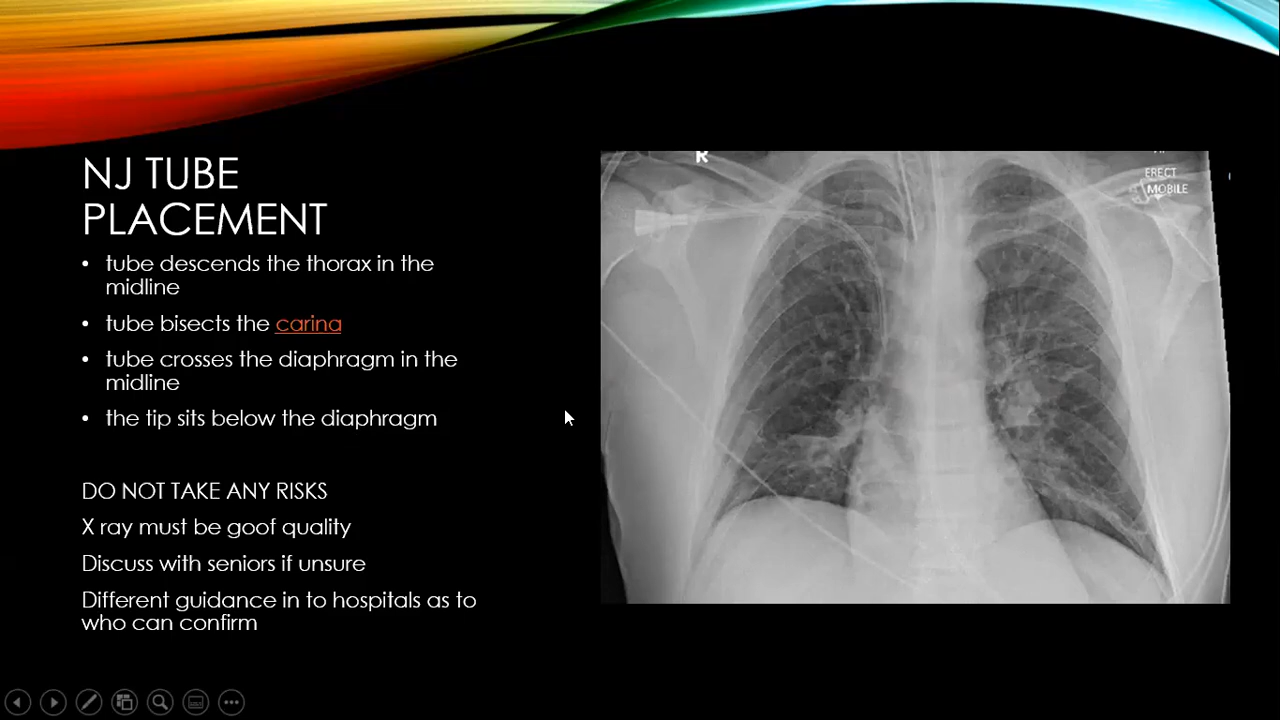 NJ TUBE
PLACEMENT
• tube descends the thorax in the
midline
• tube bisects the carina
• tube crosses the diaphragm in the
midline
• the tip sits below the diaphragm
DO NOT TAKE ANY RISKS
X ray must be goof quality
Discuss with seniors if unsure
Different guidance in to hospitals as to
who can confirm
R
ERECT
MOBILE